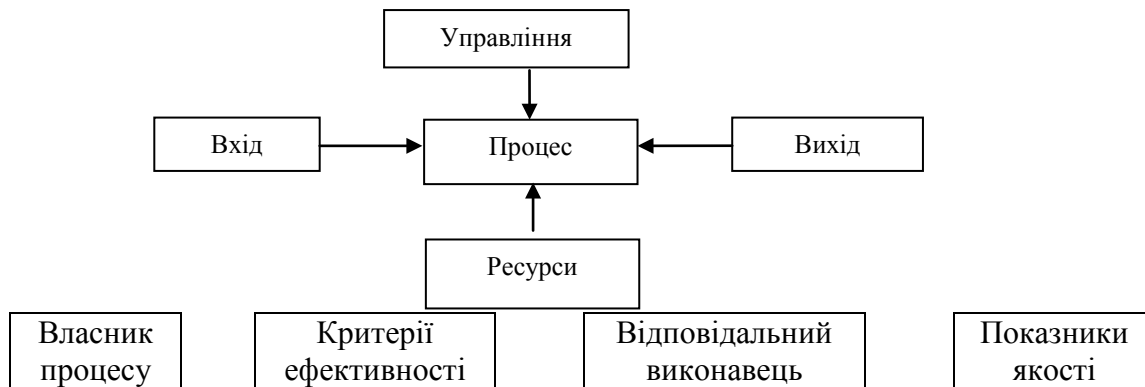 Управління
Вхід
Процес
Вихід
Ресурси
Власник
процесу
Критерії
ефективності
Відповідальний
виконавець
Показники
якості